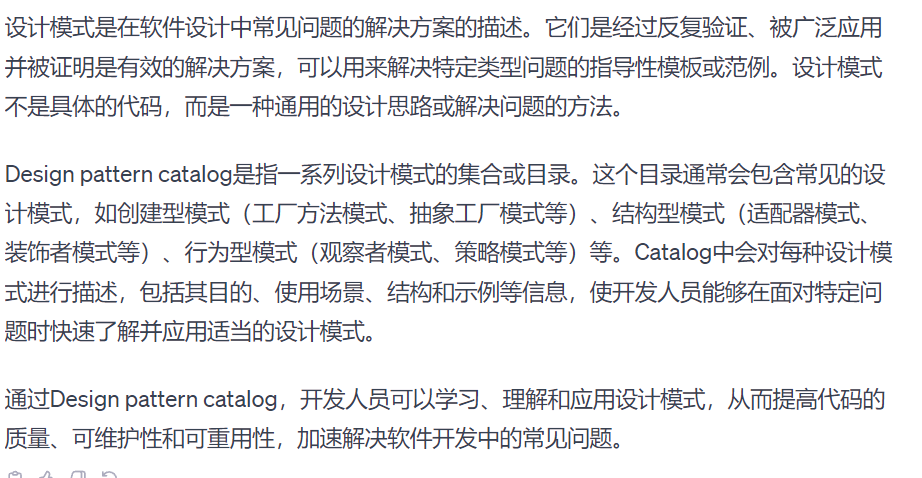 设计模式是在软件设计中常见问题的解决方案的描述。它们是经过反复验证、被广泛应用
并被证明是有效的解决方案，可以用来解决特定类型问题的指导性模板或范例。设计模式
不是具体的代码，而是一种通用的设计思路或解决问题的方法。
Design pattern catalog是指一系列设计模式的集合或目录。这个目录通常会包含常见的设
计模式，如创建型模式（工厂方法模式、抽象工厂模式等）、结构型模式（适配器模式、
装饰者模式等）、行为型模式（观察者模式、策略模式等）等。Catalog中会对每种设计模
式进行描述，包括其目的、使用场景、结构和示例等信息，使开发人员能够在面对特定问
题时快速了解并应用适当的设计模式。
通过Design pattern catalog，开发人员可以学习、理解和应用设计模式，从而提高代码的
质量、可维护性和可重用性，加速解决软件开发中的常见问题。